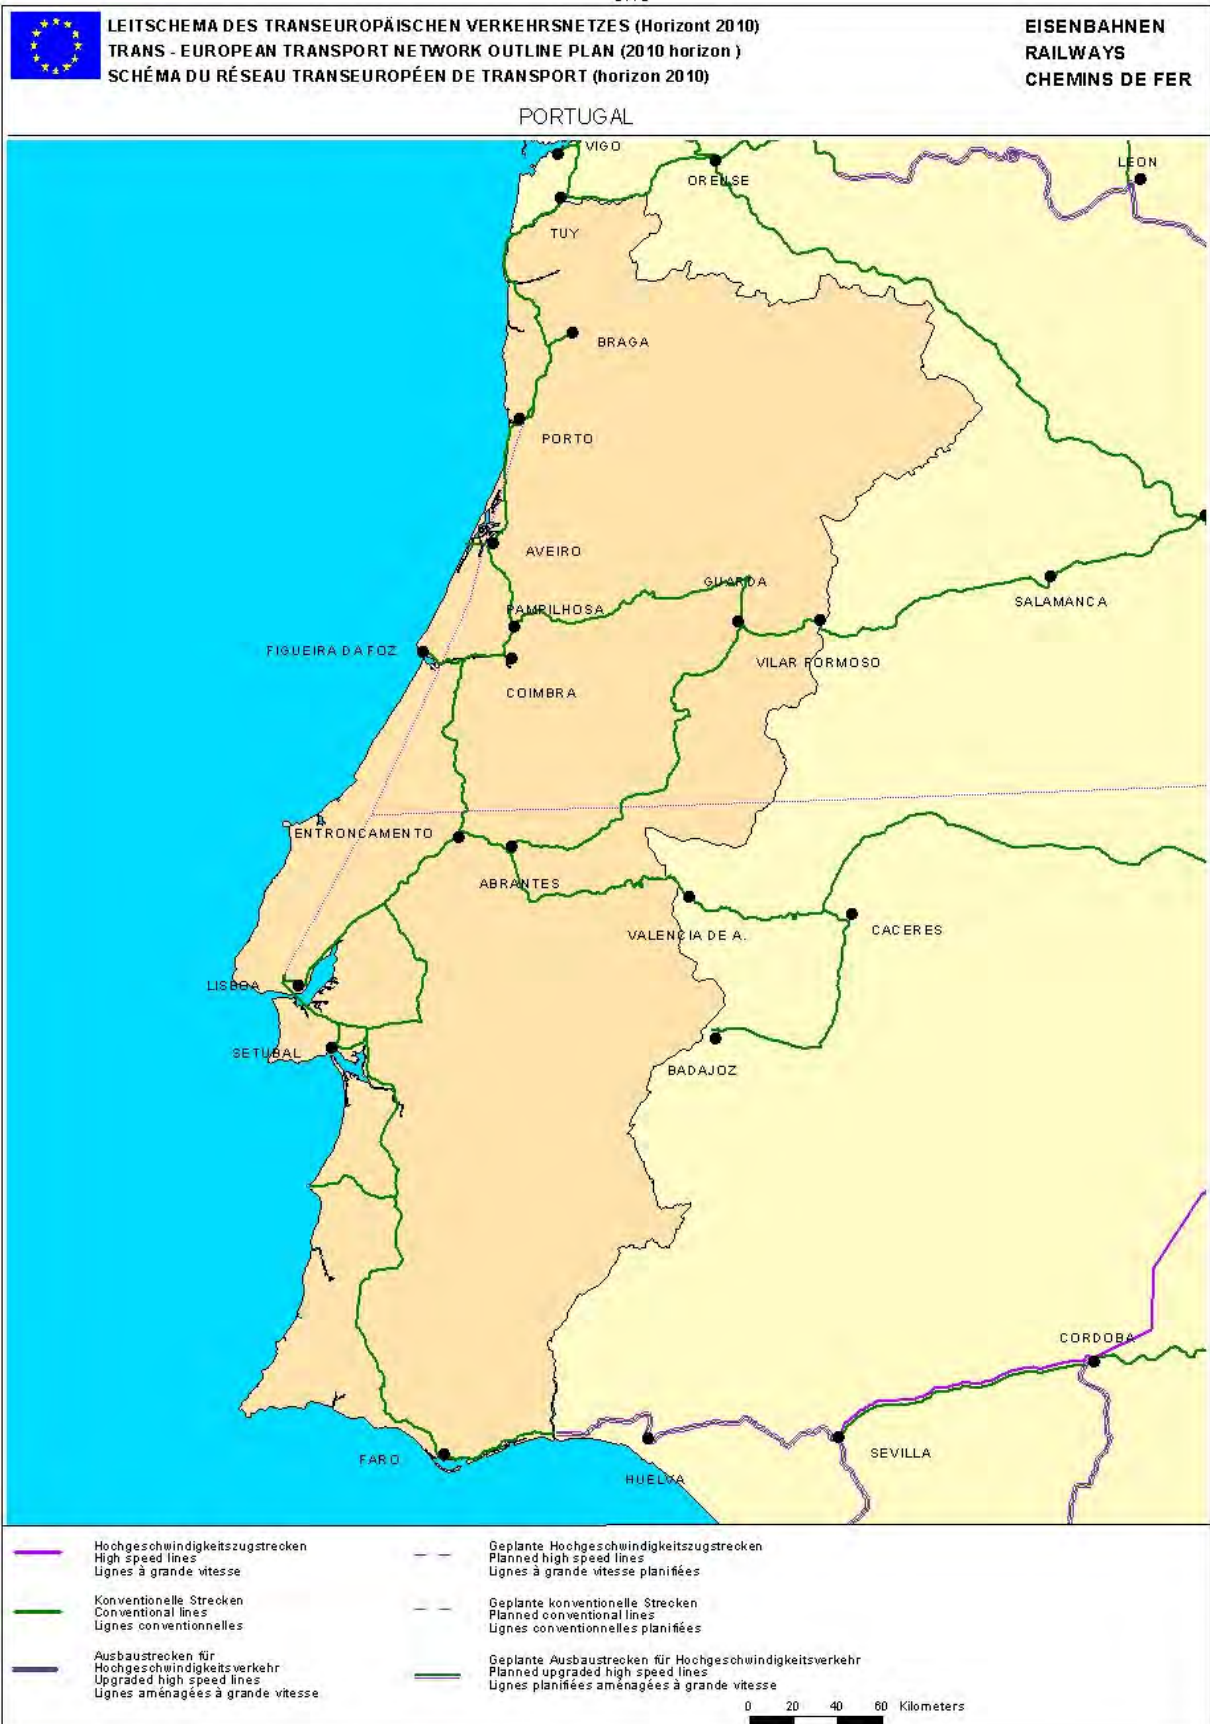 LEITSCHEMA DES TRANSEUROPÄISCHEN VERKEHRSNETZES (Horizont 2010)
TRANS - EUROPEAN TRANSPORT NETWORK OUTLINE PLAN (2010 horizon )
SCHÉMA DU RÉSEAU TRANSEUROPÉEN DE TRANSPORT (horizon 2010)
EISENBAHNEN
RAILWAYS
CHEMINS DE FER
PORTUGAL
VIGO
ORENSE
LEON
TUY
BRAGA
PORTO
AVEIRO
GUARDA
PAMPILHOSA
SALAMANCA
FIGUEIRA DA FOZ
VILAR FORMOSO
COIMBRA
ENTRONCAMENTO
ABRANTES
VALENCIA DE A.
CACERES
LISBOA
SETUBAL
BADAJOZ
CORDOBA
FARO
SEVILLA
HUELVA
Hochgeschwindigkeitszugstrecken
High speed lines
Lignes à grande vitesse
Konventionelle Strecken
Conventional lines
Lignes conventionnelles
Ausbaustrecken für
Hochgeschwindigkeitsverkehr
Upgraded high speed lines
Lignes aménagées à grande vitesse
Geplante Hochgeschwindigkeitszugstrecken
Planned high speed lines
Lignes à grande vitesse planifiées
Geplante konventionelle Strecken
Planned conventional lines
Lignes conventionnelles planifiées
Geplante Ausbaustrecken für Hochgeschwindigkeitsverkehr
Planned upgraded high speed lines
Lignes planifiées aménagées à grande vitesse
0 20 40 60 Kilometers